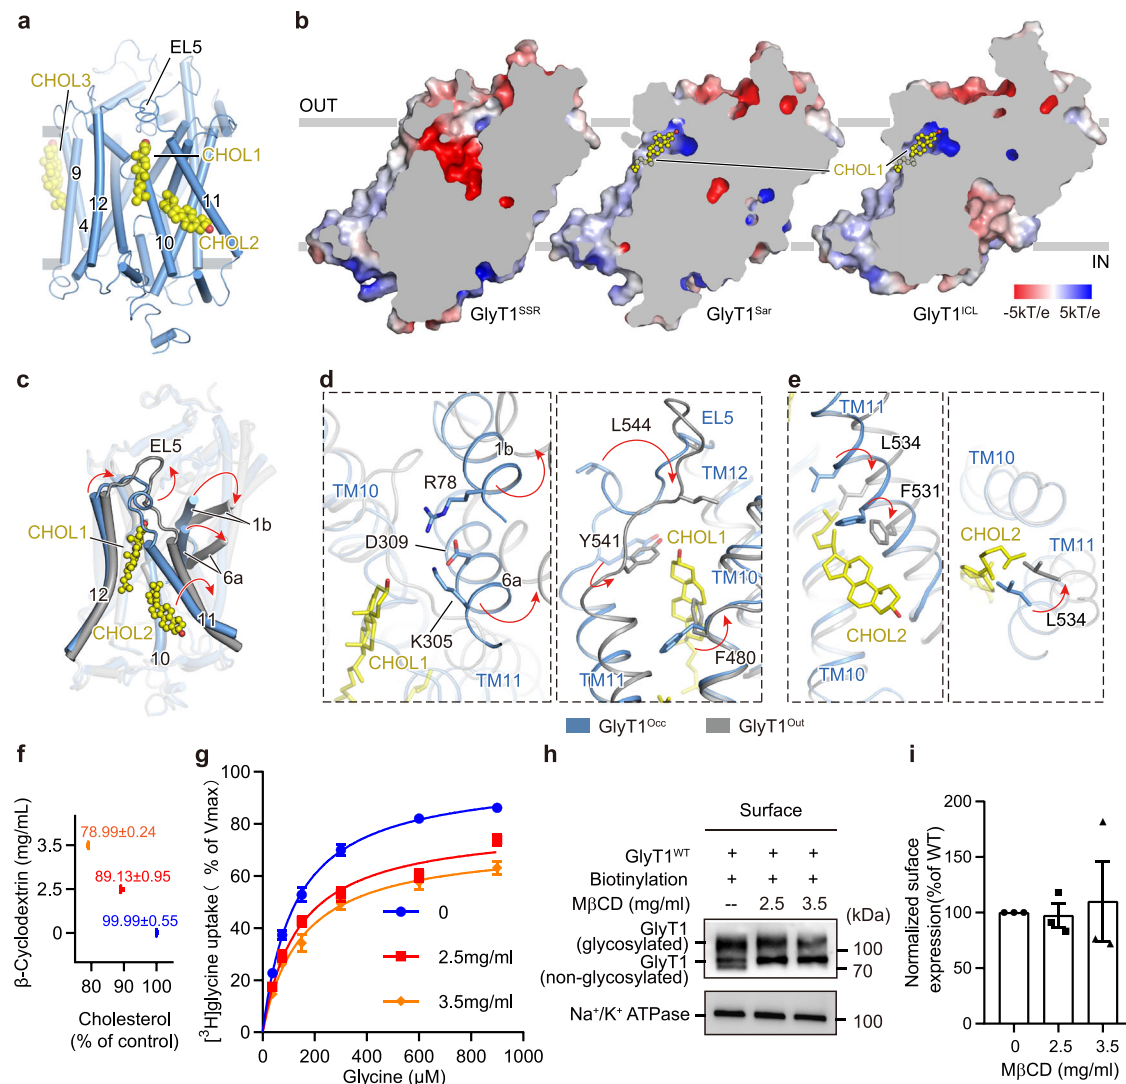 a
EL5
CHOL3
CHOL1
9
12
11
4
10
CHOL2
b
OUT
CHOL1
IN
GlyT1SSR
GlyT1Sar
GlyT1ICL
-5kT/e 5kT/e
c
EL5
1b
CHOL1
6a
12
CHOL2
11
10
d
1b
R78
TM10
D309
6a
K305
CHOL1
TM11
EL5
L544
TM12
Y541
CHOL1
TM10
F480
TM11
e
TM11
L534
F531
CHOL2
TM10
TM10
TM11
CHOL2
L534
GlyT1Occ GlyT1Out
f
β-Cyclodextrin (mg/mL)
3.5
2.5
0
78.99±0.24
89.13±0.95
99.99±0.55
80 90 100
Cholesterol
(% of control)
g
[³H]glycine uptake( % of Vmax)
100
80
60
40
20
0
0
2.5mg/ml
3.5mg/ml
0 200 400 600 800 1000
Glycine (μM)
h
Surface
GlyT1WT + + +
Biotinylation + + +
MβCD (mg/ml) -- 2.5 3.5 (kDa)
GlyT1
(glycosylated)
100
GlyT1
(non-glycosylated)
70
Na⁺/K⁺ ATPase
100
i
Normalized surface
expression(% of WT)
200
150
100
50
0
0 2.5 3.5
MβCD (mg/ml)